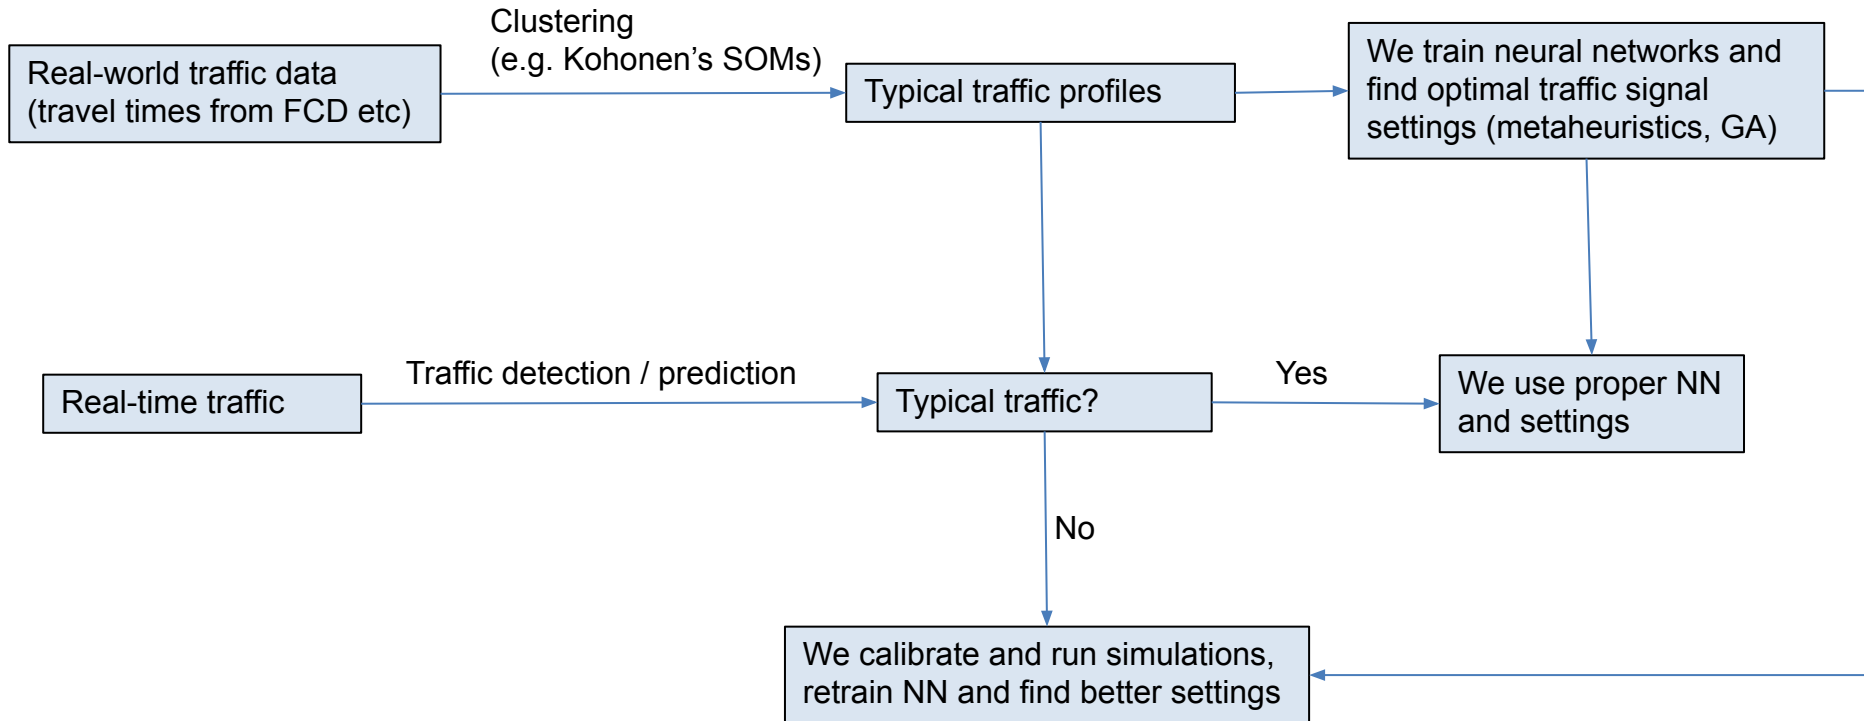 Clustering
(e.g. Kohonen's SOMs)
Real-world traffic data
(travel times from FCD etc)
Typical traffic profiles
We train neural networks and
find optimal traffic signal
settings (metaheuristics, GA)
Real-time traffic
Traffic detection / prediction
Typical traffic?
Yes
We use proper NN
and settings
No
We calibrate and run simulations,
retrain NN and find better settings